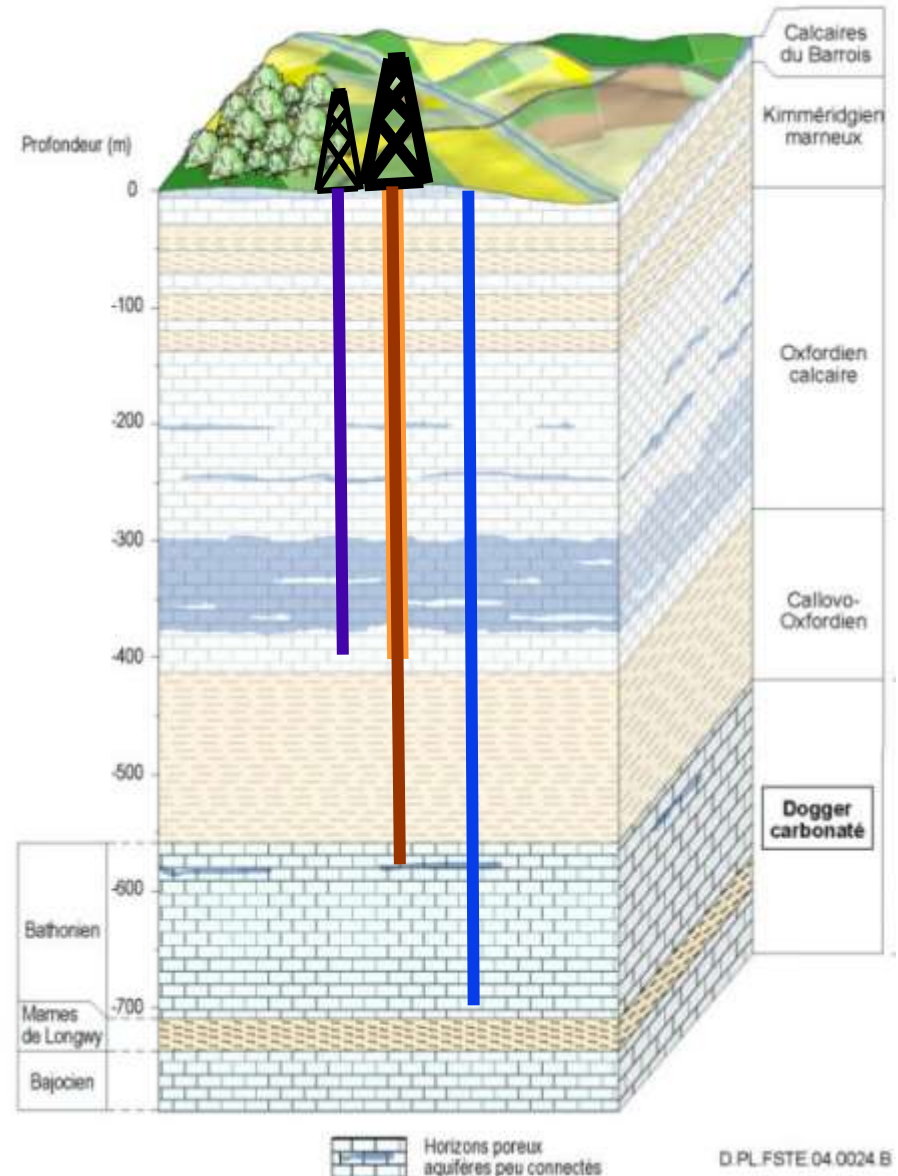 Calcaires
du Barrois
Kimméridgien
marneux
Profondeur (m)
0
-100
Oxfordien
calcaire
-200
-300
Callovo-
Oxfordien
-400
-500
Dogger
carbonaté
-600
Bathonien
-700
Marnes
de Longwy
Bajocien
Horizons poreux
aquifères peu connectés
D.PL.FSTE.04.0024.B